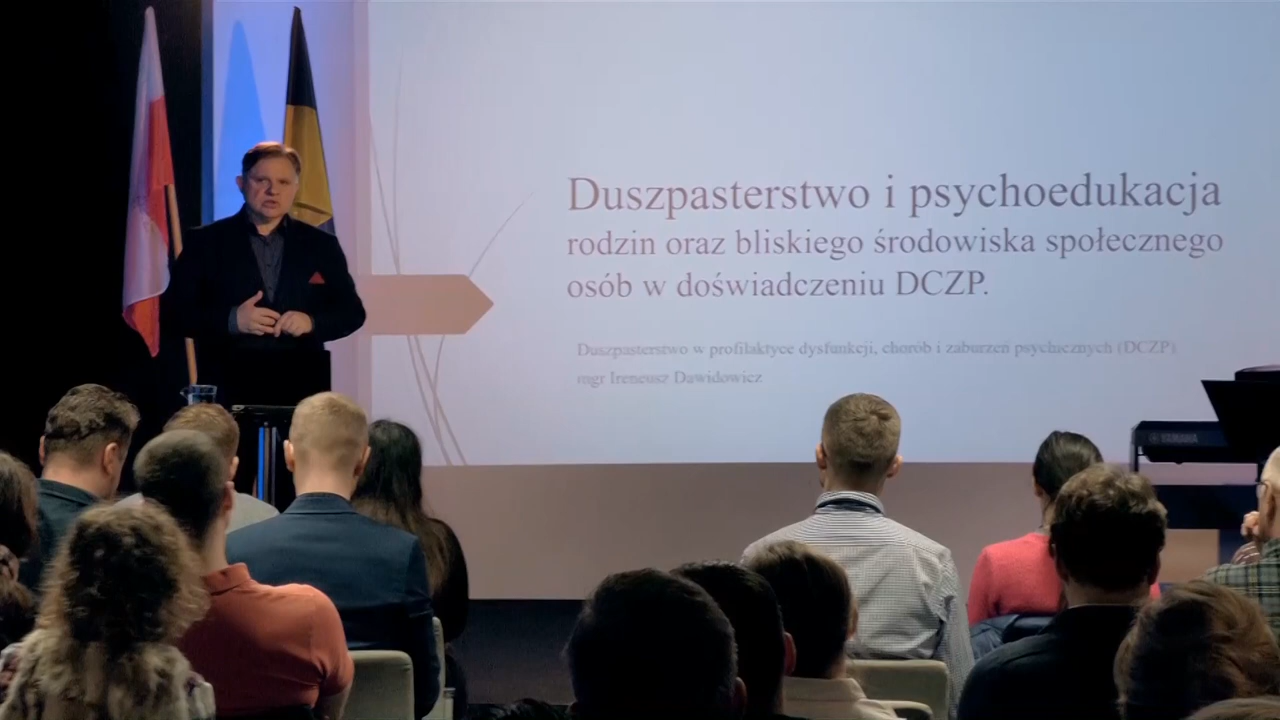 Duszpasterstwo i psychoedukacja
rodzin oraz bliskiego środowiska społecznego
osób w doświadczeniu DCZP.
Duszpasterstwo w profilaktyce dysfunkcji, chorób i zaburzeń psychicznych (DCZP)
mgr Ireneusz Dawidowicz
YAMAHA